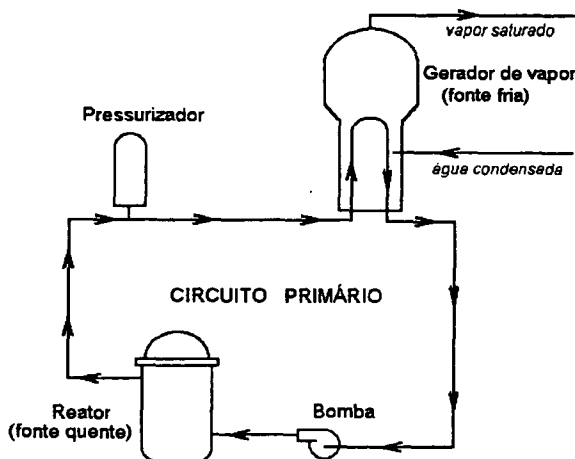 vapor saturado
Gerador de vapor
(fonte fria)
Pressurizador
água condensada
CIRCUITO PRIMÁRIO
Reator
(fonte quente)
Bomba